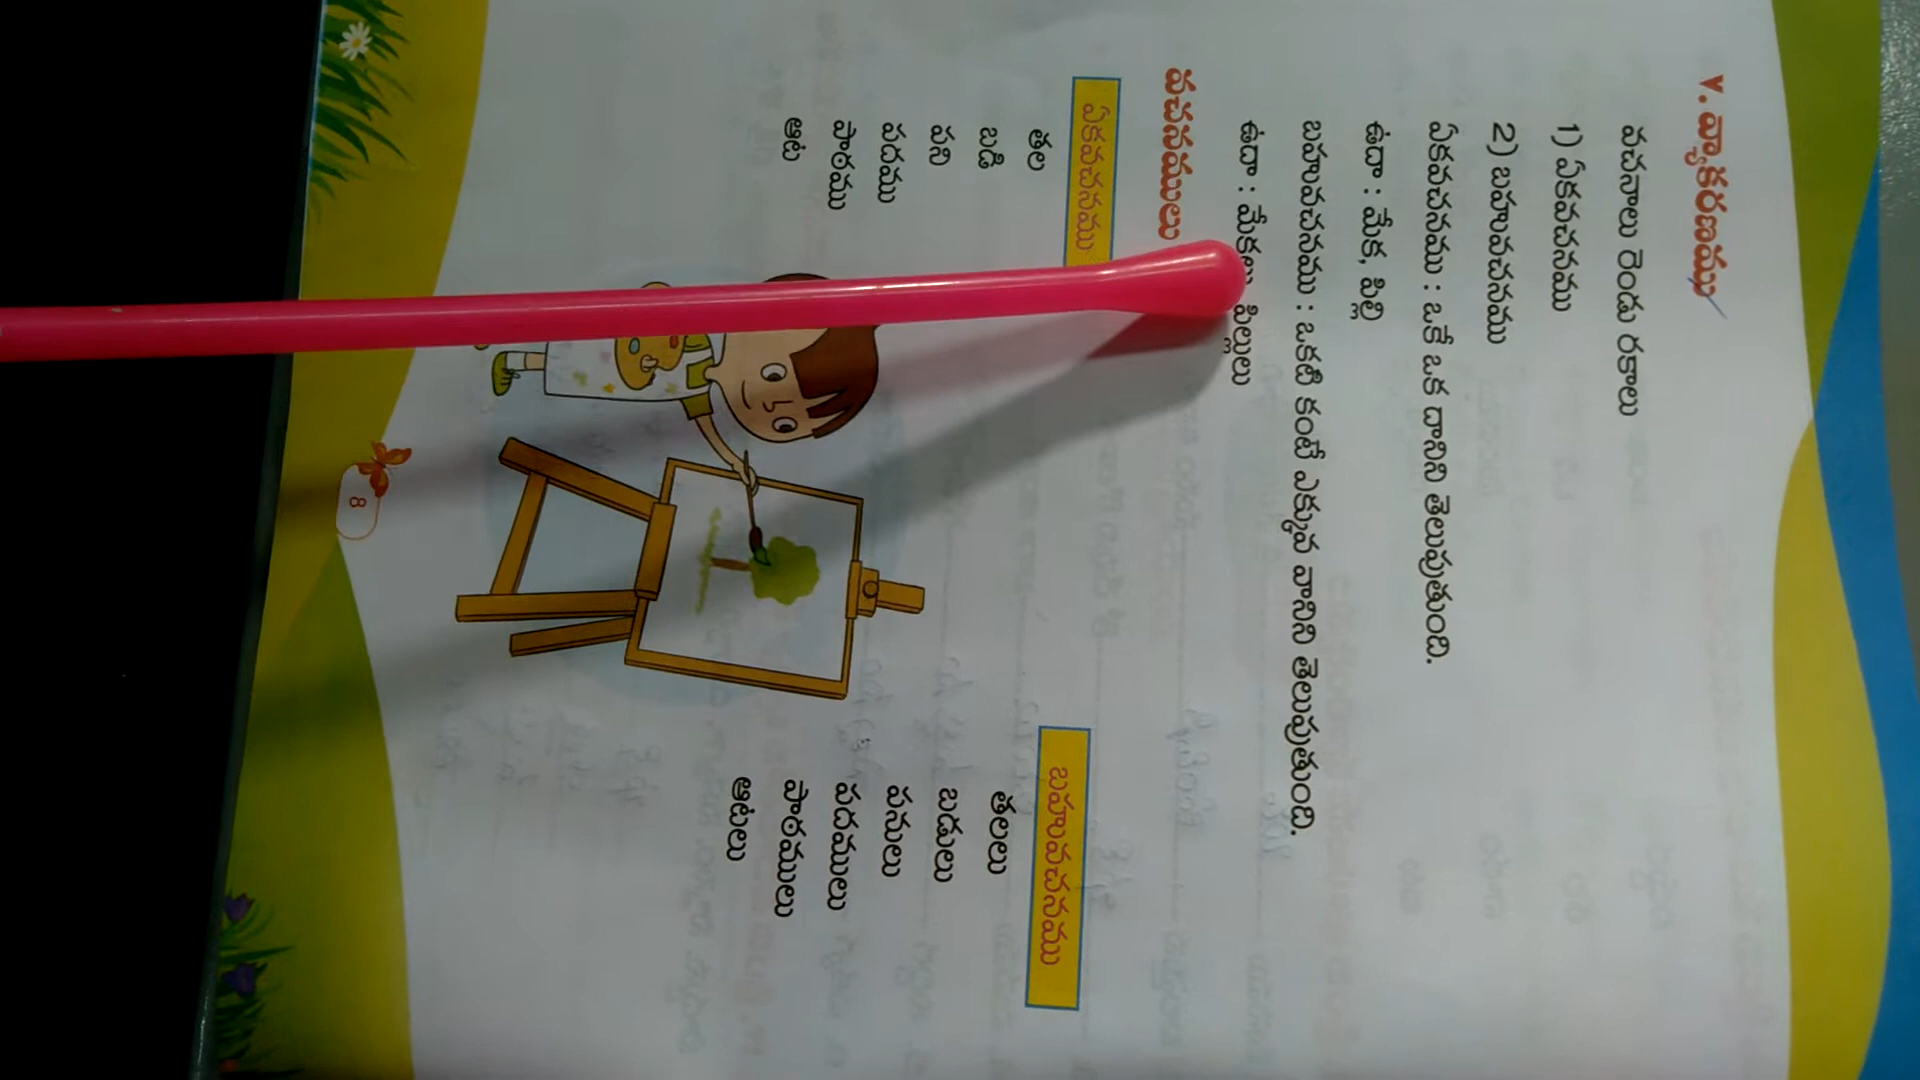 v. వ్యాకరణము
వచనాలు రెండు రకాలు
1) ఏకవచనము
2) బహువచనము
ఏకవచనము : ఒకే ఒక దానిని తెలుపుతుంది.
ఉదా : మేక, పిల్లి
బహువచనము : ఒకటి కంటే ఎక్కువ వానిని తెలుపుతుంది.
ఉదా : మేకలు పిల్లులు
వచనములు
ఏకవచనము బహువచనము
తల తలలు
బడి బడులు
పని పనులు
పదము పదములు
పాఠము పాఠములు
ఆట ఆటలు
8